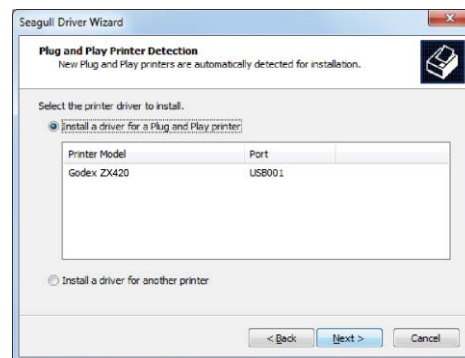 Seagull Driver Wizard
Plug and Play Printer Detection
New Plug and Play printers are automatically detected for installation.
Select the printer driver to install.
Install a driver for a Plug and Play printer
Printer Model Port
Godex ZX420 USB001
Install a driver for another printer
< Back Next > Cancel